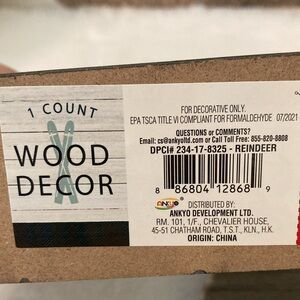 1 COUNT
WOOD
DECOR
FOR DECORATIVE ONLY.
EPA TSCA TITLE VI COMPLIANT FOR FORMALDEHYDE 07/2021
QUESTIONS or COMMENTS?
Email: cs@ankyoltd.com or Call Toll Free: 855-820-8808
DPCI# 234-17-8325 - REINDEER
8 86804 12868 9
ANKYO
DISTRIBUTED BY:
ANKYO DEVELOPMENT LTD.
RM. 101, 1/F., CHEVALIER HOUSE,
45-51 CHATHAM ROAD, T.S.T., KLN., H.K.
ORIGIN: CHINA